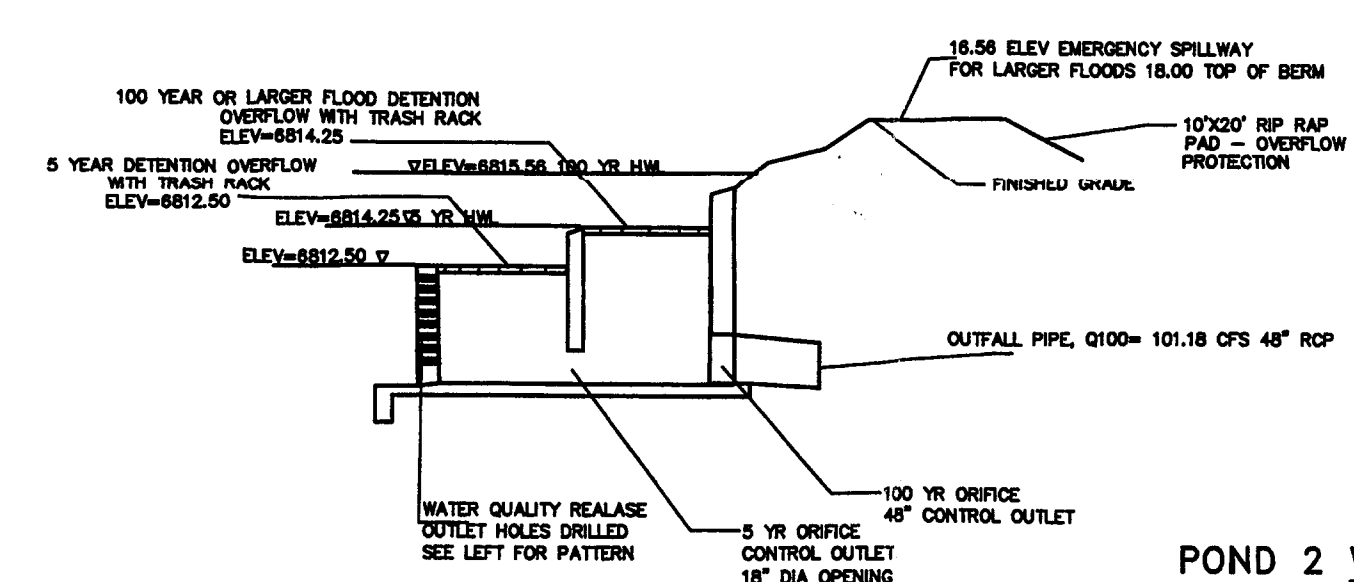 16.56 ELEV EMERGENCY SPILLWAY
FOR LARGER FLOODS 18.00 TOP OF BERM
100 YEAR OR LARGER FLOOD DETENTION
OVERFLOW WITH TRASH RACK
ELEV=6814.25
10'X20' RIP RAP
PAD - OVERFLOW
PROTECTION
5 YEAR DETENTION OVERFLOW
WITH TRASH RACK
ELEV=6812.50
ELEV=6815.56 100 YR HWL
FINISHED GRADE
ELEV=6814.25 5 YR HWL
ELEV=6812.50
OUTFALL PIPE, Q100= 101.18 CFS 48" RCP
100 YR ORIFICE
48" CONTROL OUTLET
WATER QUALITY REALASE
OUTLET HOLES DRILLED
SEE LEFT FOR PATTERN
5 YR ORIFICE
CONTROL OUTLET
18" DIA OPENING
POND 2